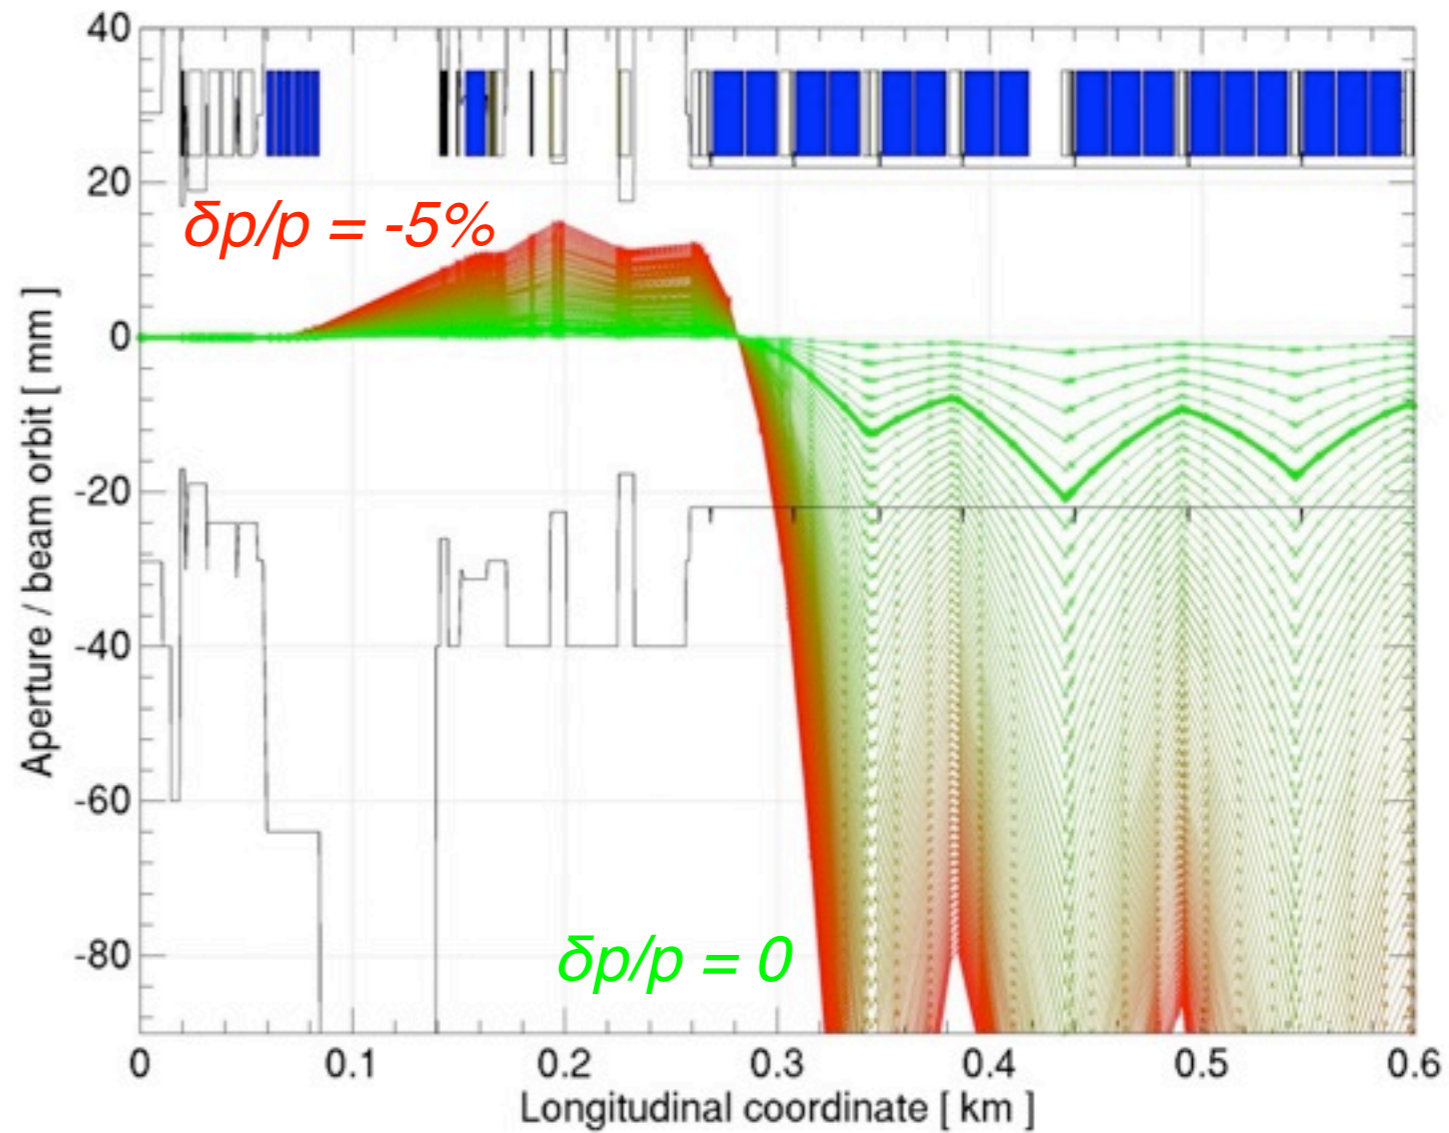 40
20
0
-20
-40
-60
-80
Aperture / beam orbit [ mm ]
δp/p = -5%
δp/p = 0
0 0.1 0.2 0.3 0.4 0.5 0.6
Longitudinal coordinate [ km ]